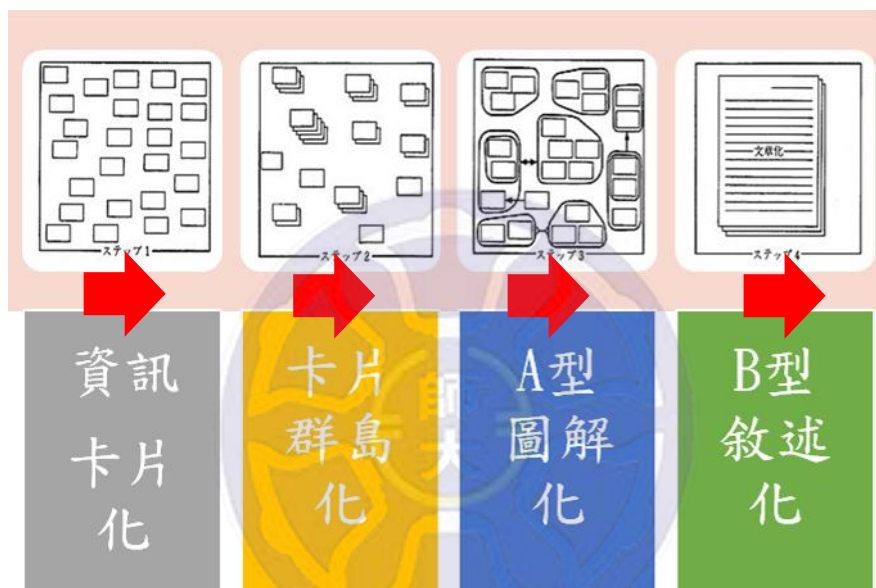 ステップ1
ステップ2
ステップ3
文章化
ステップ4
資訊
卡片
化
卡片
群島
化
A型
圖解
化
B型
敘述
化
師
大